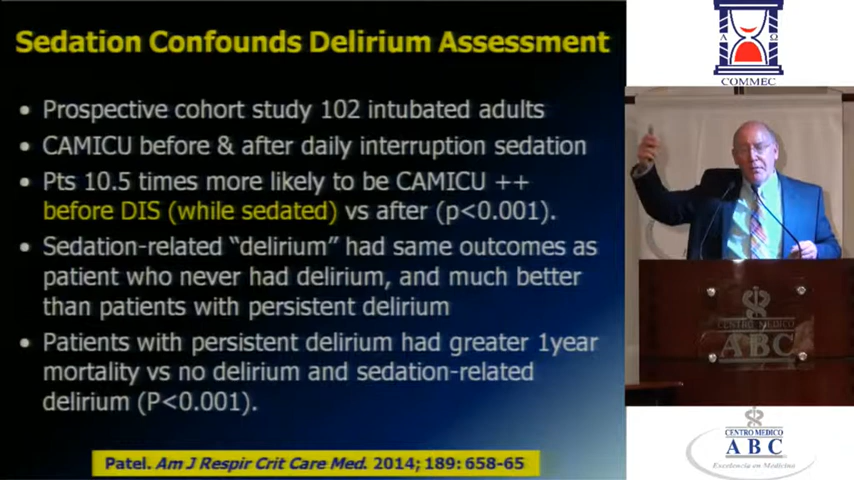 Sedation Confounds Delirium Assessment
• Prospective cohort study 102 intubated adults
• CAMICU before & after daily interruption sedation
• Pts 10.5 times more likely to be CAMICU ++
before DIS (while sedated) vs after (p<0.001).
• Sedation-related “delirium” had same outcomes as
patient who never had delirium, and much better
than patients with persistent delirium
• Patients with persistent delirium had greater 1year
mortality vs no delirium and sedation-related
delirium (P<0.001).
Patel. Am J Respir Crit Care Med. 2014; 189: 658-65
Α Ω
COMMEC
CENTRO MEDICO
ABC
CENTRO MEDICO
ABC
Excelencia en Medicina